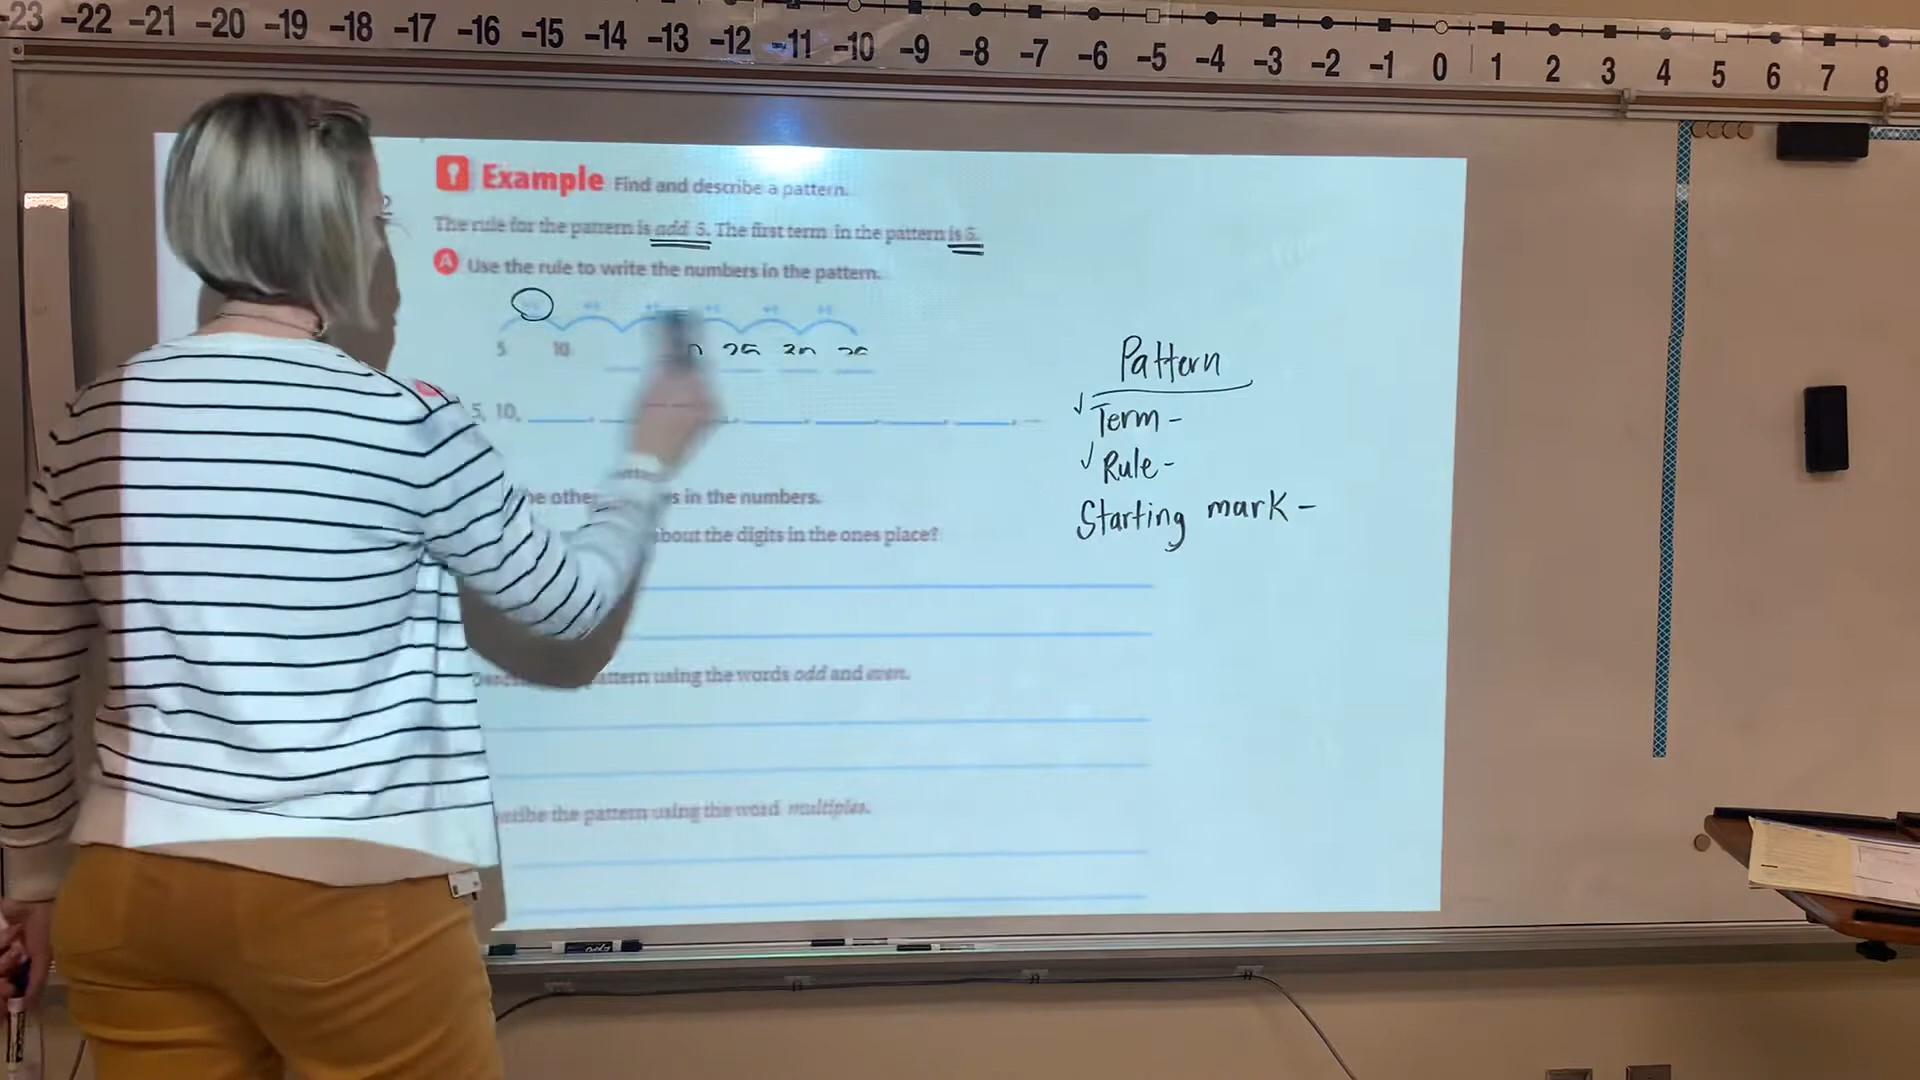 -23 -22 -21 -20 -19 -18 -17 -16 -15 -14 -13 -12 -11 -10 -9 -8 -7 -6 -5 -4 -3 -2 -1 0 1 2 3 4 5 6 7 8
Example Find and describe a pattern.
The rule for the pattern is add 5. The first term in the pattern is 5.
A Use the rule to write the numbers in the pattern.
5 10
5, 10,
in the numbers.
about the digits in the ones place?
using the words odd and even.
the pattern using the word multiples.
Pattern
Term -
Rule -
Starting mark -